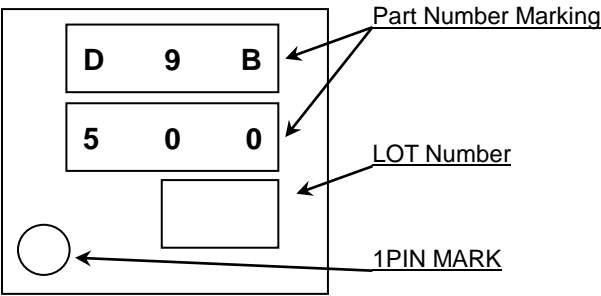 Part Number Marking
D 9 B
5 0 0
LOT Number
1PIN MARK